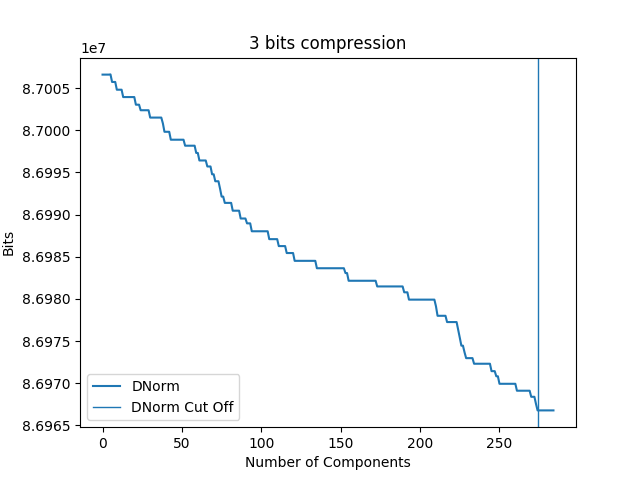 3 bits compression
1e7
8.7005
8.7000
8.6995
8.6990
8.6985
8.6980
8.6975
8.6970
8.6965
Bits
DNorm
DNorm Cut Off
0 50 100 150 200 250
Number of Components